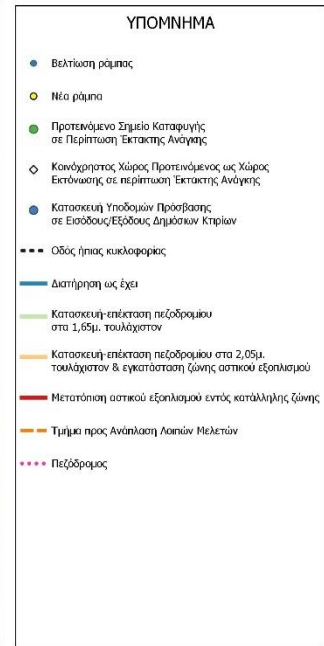 ΥΠΟΜΝΗΜΑ
Βελτίωση ράμπας
Νέα ράμπα
Προτεινόμενο Σημείο Καταφυγής
σε Περίπτωση Έκτακτης Ανάγκης
Κοινόχρηστος Χώρος Προτεινόμενος ως Χώρος
Εκτόνωσης σε περίπτωση Έκτακτης Ανάγκης
Κατασκευή Υποδομών Πρόσβασης
σε Εισόδους/Εξόδους Δημόσιων Κτιρίων
Οδός ήπιας κυκλοφορίας
Διατήρηση ως έχει
Κατασκευή-επέκταση πεζοδρομίου
στα 1,65μ. τουλάχιστον
Κατασκευή-επέκταση πεζοδρομίου στα 2,05μ.
τουλάχιστον & εγκατάσταση ζώνης αστικού εξοπλισμού
Μετατόπιση αστικού εξοπλισμού εντός κατάλληλης ζώνης
Τμήμα προς Ανάπλαση Λοιπών Μελετών
Πεζόδρομος